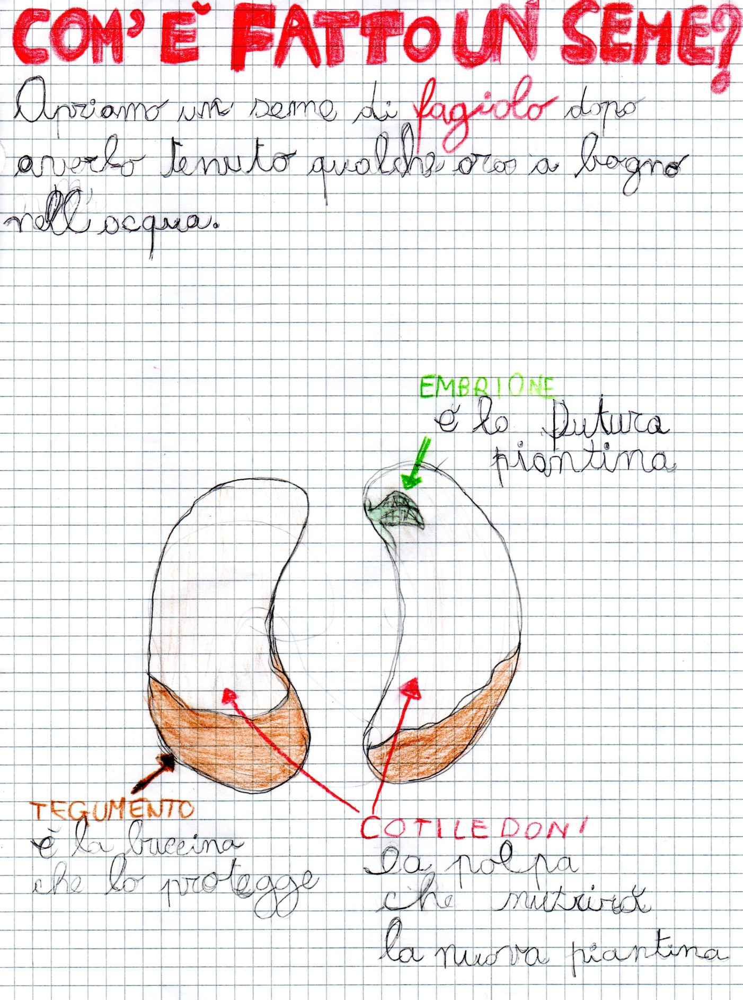 COM'È FATTO UN SEME?
Apriamo un seme di fagiolo dopo
averlo tenuto qualche ora a bagno
nell'acqua.
EMBRIONE
è la futura
piantina
TEGUMENTO
è la buccina
che lo protegge
COTILEDONI
la polpa
che nutrirà
la nuova piantina